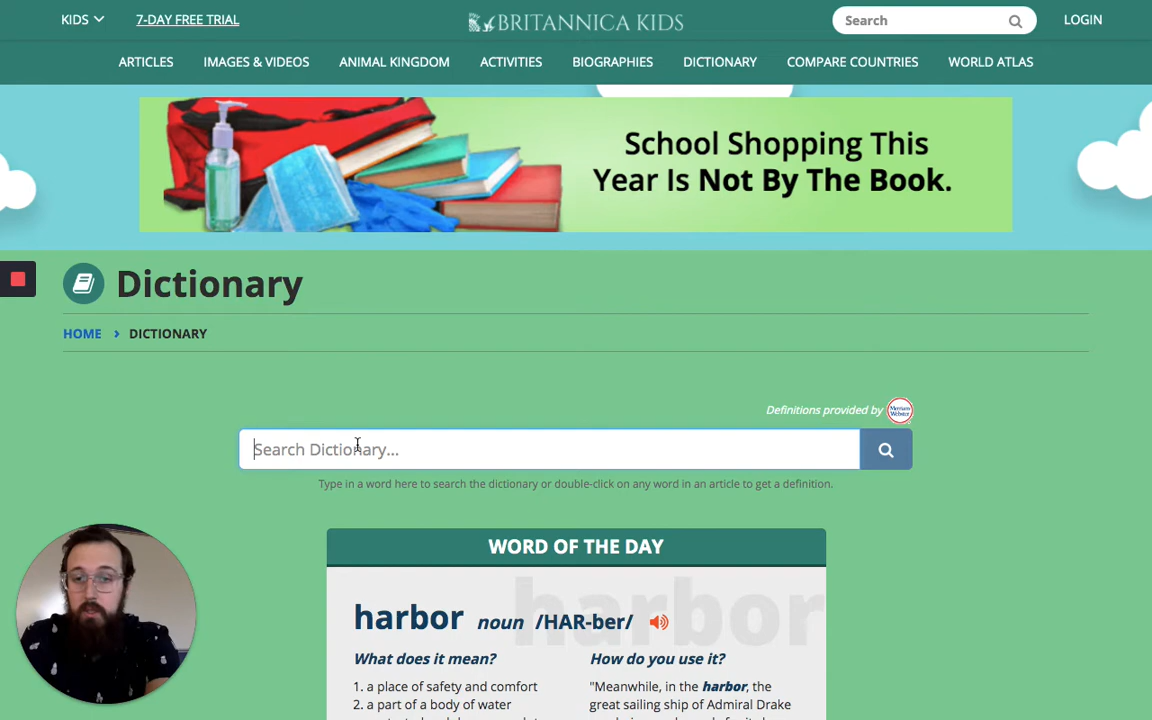 KIDS
7-DAY FREE TRIAL
BRITANNICA KIDS
Search
LOGIN
ARTICLES
IMAGES & VIDEOS
ANIMAL KINGDOM
ACTIVITIES
BIOGRAPHIES
DICTIONARY
COMPARE COUNTRIES
WORLD ATLAS
School Shopping This
Year Is Not By The Book.
Dictionary
HOME › DICTIONARY
Definitions provided by
Merriam-Webster
Search Dictionary...
Type in a word here to search the dictionary or double-click on any word in an article to get a definition.
WORD OF THE DAY
harbor
harbor noun /HAR-ber/
What does it mean?
1. a place of safety and comfort
2. a part of a body of water
How do you use it?
"Meanwhile, in the harbor, the
great sailing ship of Admiral Drake